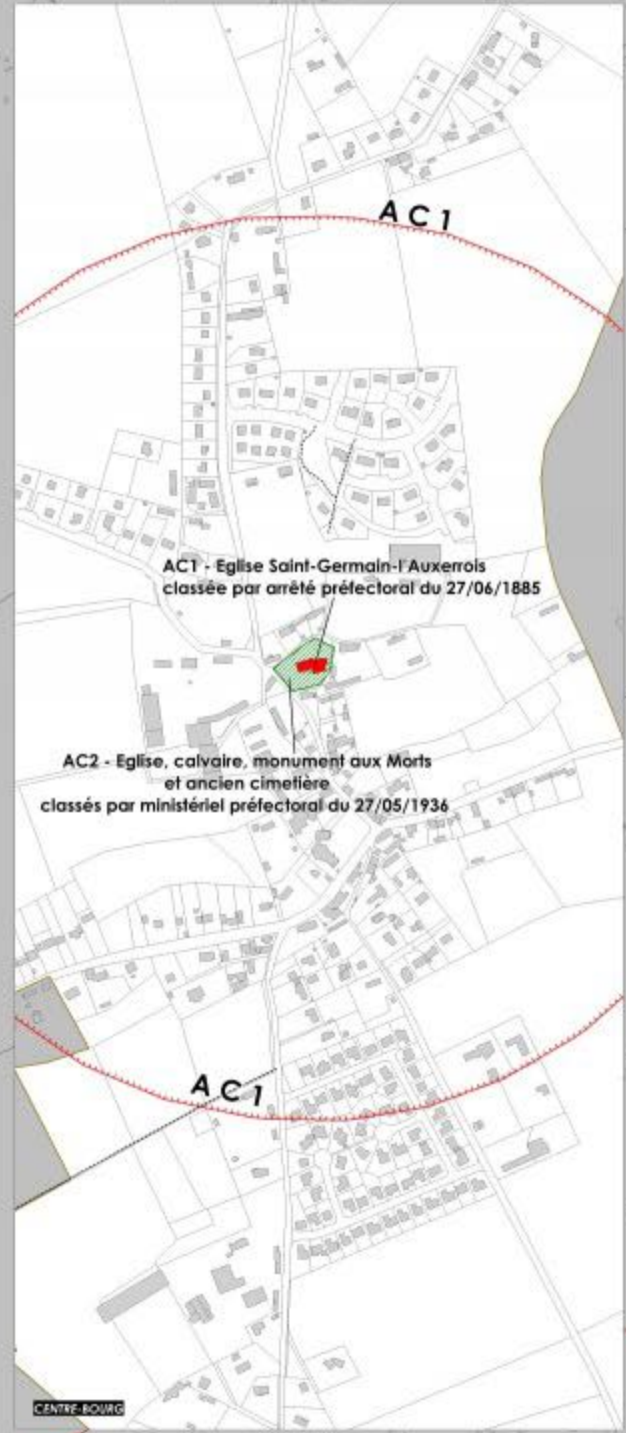 AC1
AC1 - Eglise Saint-Germain-l'Auxerrois
classée par arrêté préfectoral du 27/06/1885
AC2 - Eglise, calvaire, monument aux Morts
et ancien cimetière
classés par ministériel préfectoral du 27/05/1936
AC1
CENTRE-BOURG